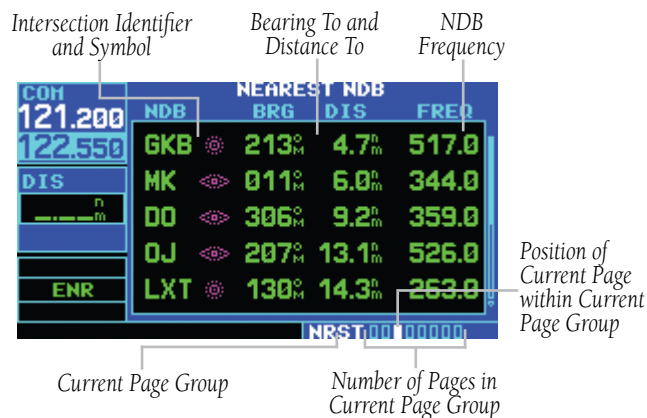 Intersection Identifier
and Symbol
Bearing To and
Distance To
NDB
Frequency
COM
121.200
122.550
DIS
__.__nm
ENR
NEAREST NDB
NDB BRG DIS FREQ
GKB 213°M 4.7nm 517.0
MK 011°M 6.0nm 344.0
DO 306°M 9.2nm 359.0
OJ 207°M 13.1nm 526.0
LXT 130°M 14.3nm 263.0
NRST
Position of
Current Page
within Current
Page Group
Current Page Group
Number of Pages in
Current Page Group